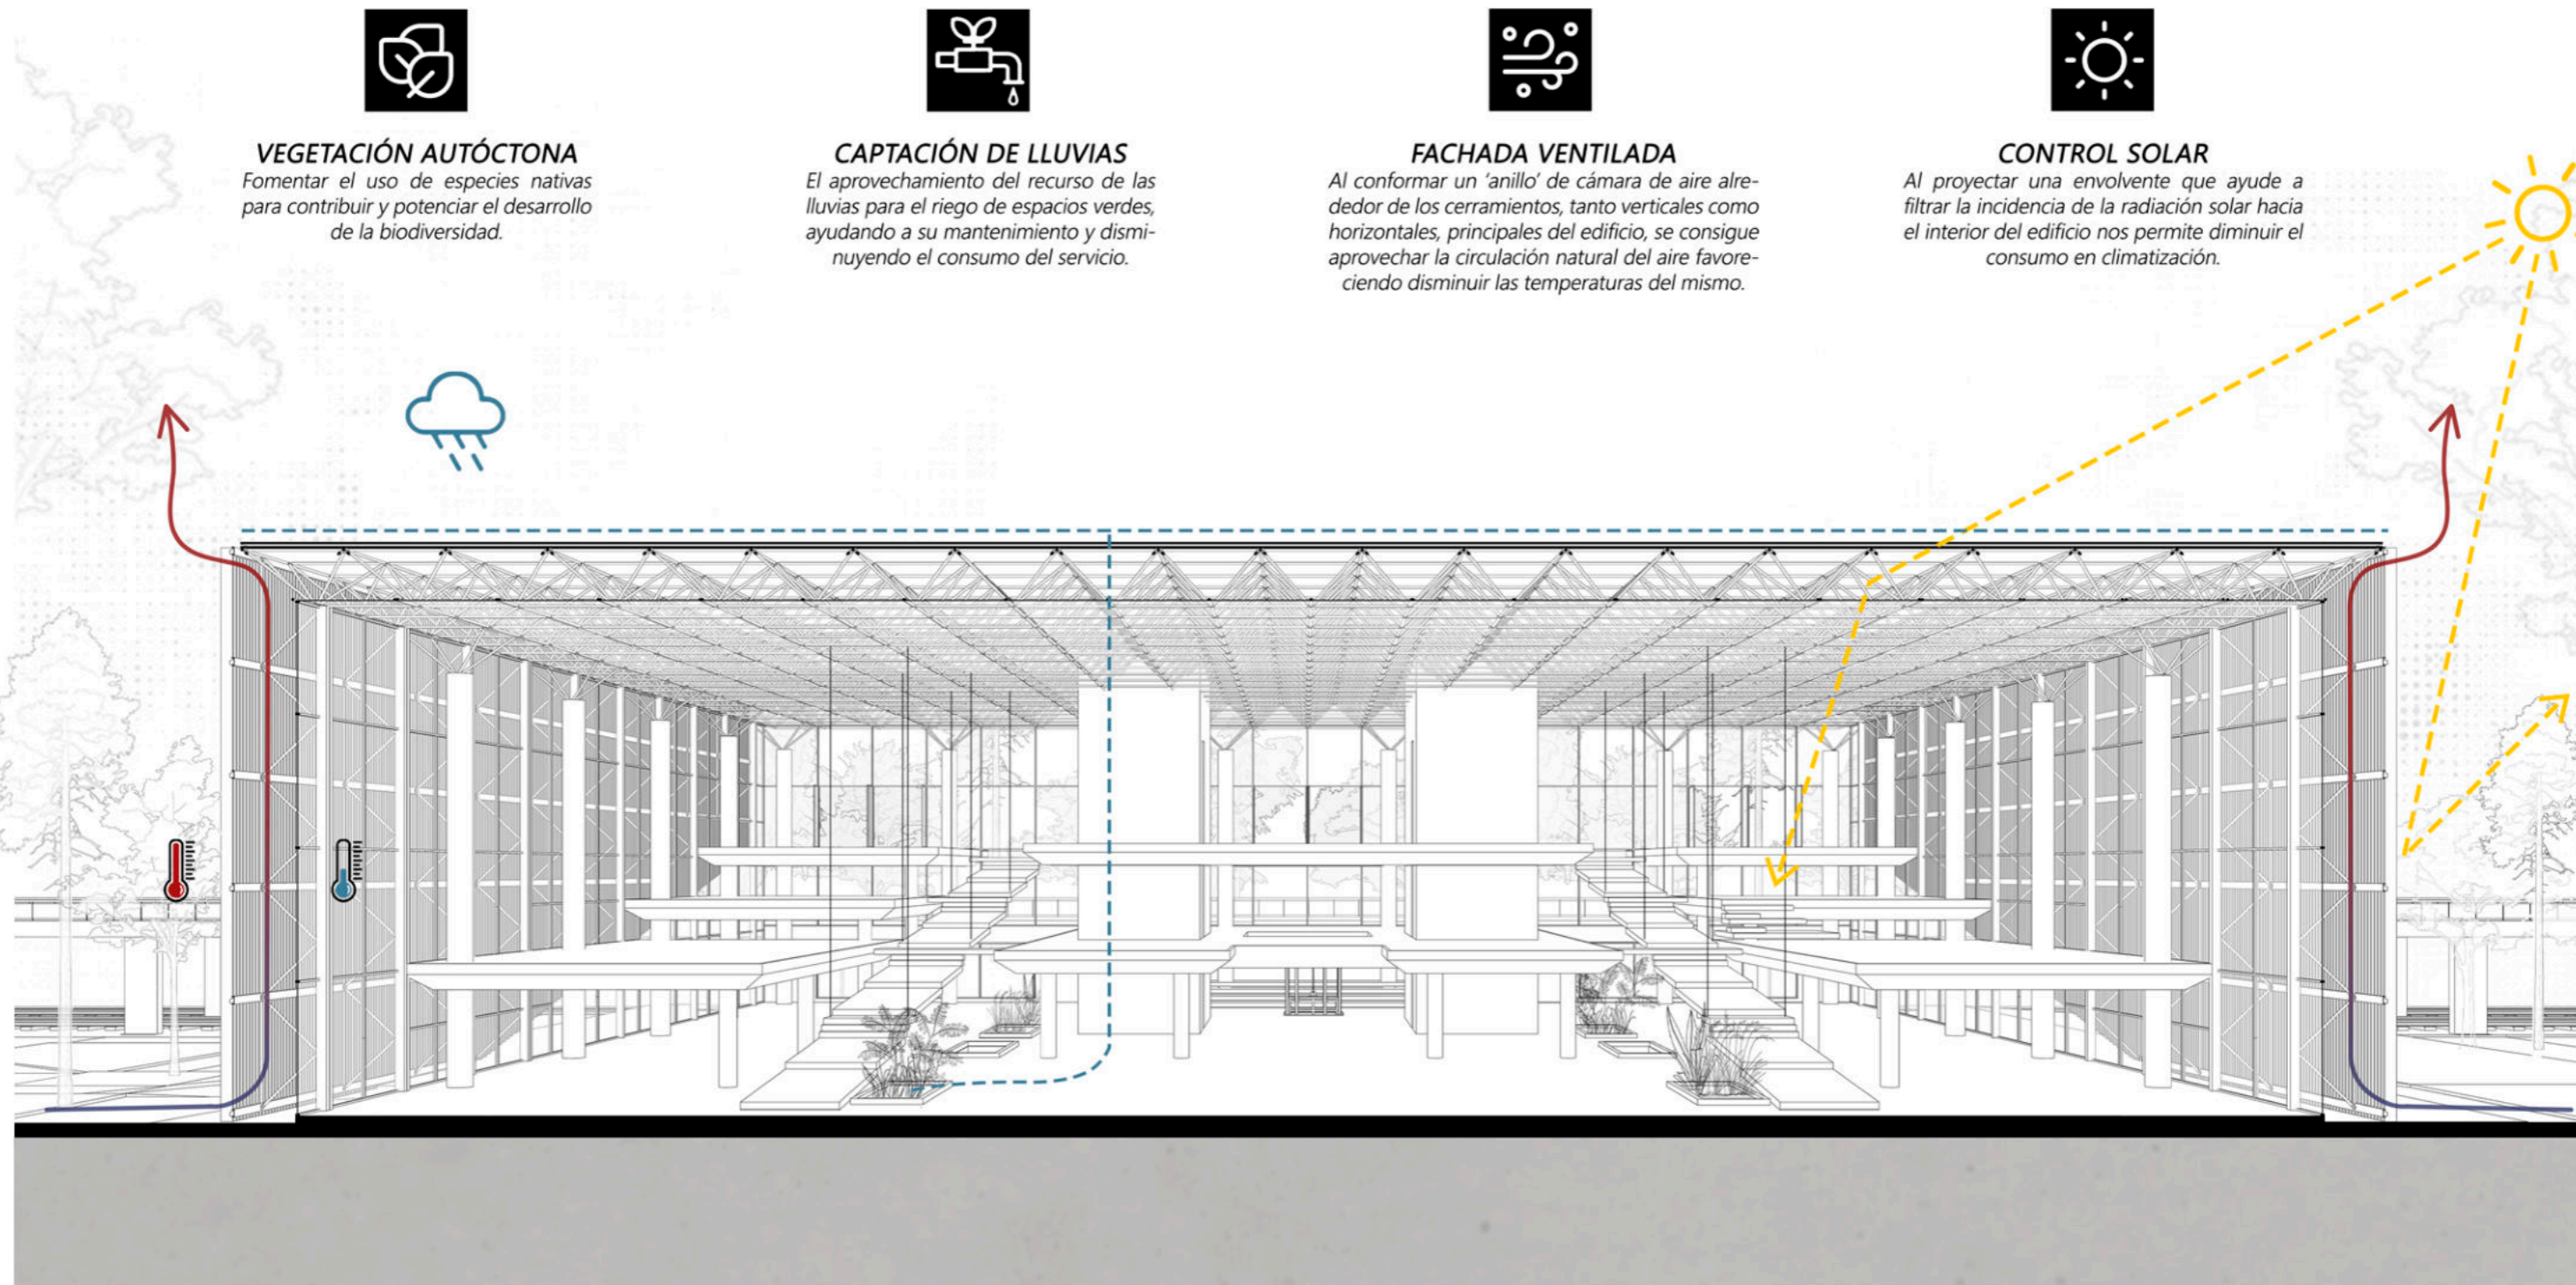 VEGETACIÓN AUTÓCTONA
Fomentar el uso de especies nativas
para contribuir y potenciar el desarrollo
de la biodiversidad.
CAPTACIÓN DE LLUVIAS
El aprovechamiento del recurso de las
lluvias para el riego de espacios verdes,
ayudando a su mantenimiento y dismi-
nuyendo el consumo del servicio.
FACHADA VENTILADA
Al conformar un 'anillo' de cámara de aire alre-
dedor de los cerramientos, tanto verticales como
horizontales, principales del edificio, se consigue
aprovechar la circulación natural del aire favore-
ciendo disminuir las temperaturas del mismo.
CONTROL SOLAR
Al proyectar una envolvente que ayude a
filtrar la incidencia de la radiación solar hacia
el interior del edificio nos permite diminuir el
consumo en climatización.